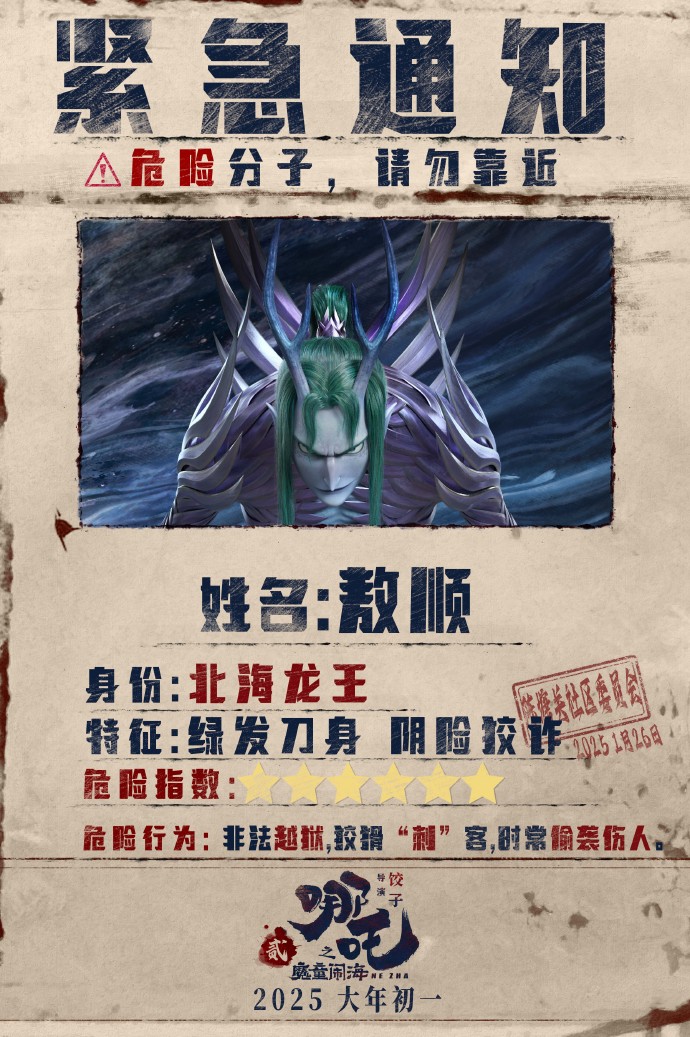 紧急通知
危险分子，请勿靠近
姓名:敖顺
身份:北海龙王
特征:绿发刀身 阴险狡诈
陈塘关社区委员会
2025 1月26日
危险指数:
危险行为: 非法越狱,狡猾“刺”客,时常偷袭伤人。
导演 饺子
哪吒
之
贰
魔童闹海 NE ZHA
2025 大年初一